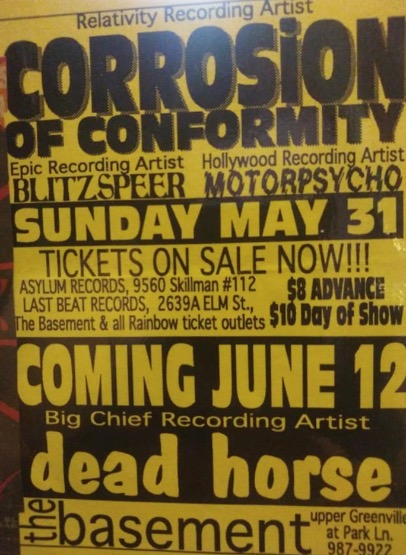 Relativity Recording Artist
CORROSiON
OF CONFORMITY
Epic Recording Artist
BLITZSPEER
Hollywood Recording Artist
MOTORPSYCHO
SUNDAY MAY 31
TICKETS ON SALE NOW!!!
ASYLUM RECORDS, 9560 Skillman #112
LAST BEAT RECORDS, 2639A ELM St.,
The Basement & all Rainbow ticket outlets
$8 ADVANCE
$10 Day of Show
COMING JUNE 12
Big Chief Recording Artist
dead horse
the basement
upper Greenville
at Park Ln.
987-9922